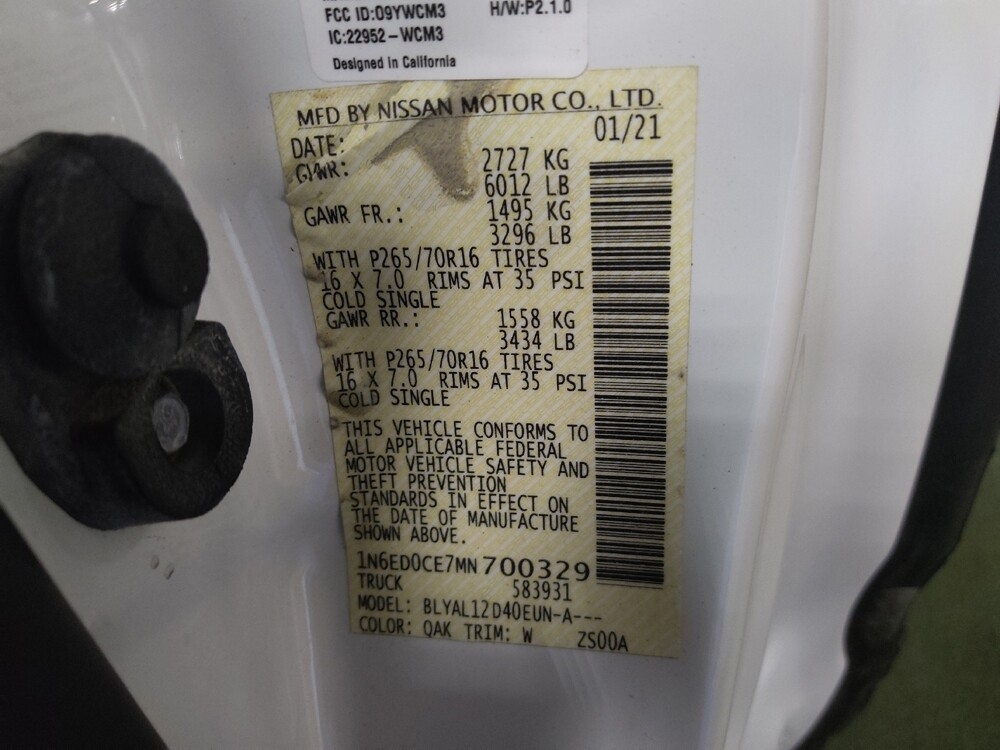 FCC ID:O9YWCM3 H/W:P2.1.0
IC:22952-WCM3
Designed in California
MFD BY NISSAN MOTOR CO., LTD.
DATE: 01/21
GVWR: 2727 KG
6012 LB
GAWR FR.: 1495 KG
3296 LB
WITH P265/70R16 TIRES
16 X 7.0 RIMS AT 35 PSI
COLD SINGLE
GAWR RR.: 1558 KG
3434 LB
WITH P265/70R16 TIRES
16 X 7.0 RIMS AT 35 PSI
COLD SINGLE
THIS VEHICLE CONFORMS TO
ALL APPLICABLE FEDERAL
MOTOR VEHICLE SAFETY AND
THEFT PREVENTION
STANDARDS IN EFFECT ON
THE DATE OF MANUFACTURE
SHOWN ABOVE.
1N6ED0CE7MN700329
TRUCK 583931
MODEL: BLYAL12D40EUN-A---
COLOR: QAK TRIM: W ZS00A